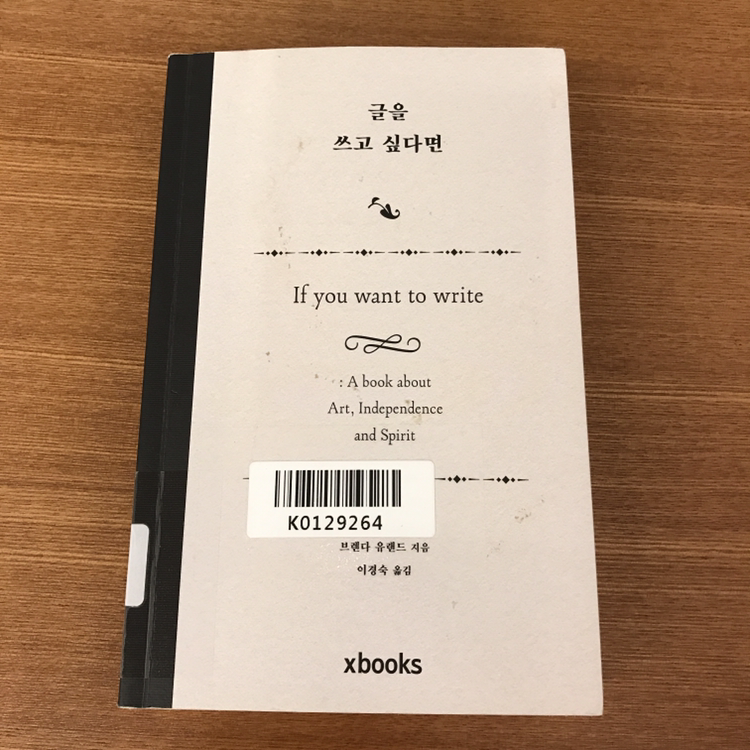 글을
쓰고 싶다면
If you want to write
: A book about
Art, Independence
and Spirit
K0129264
브렌다 유랜드 지음
이경숙 옮김
xbooks